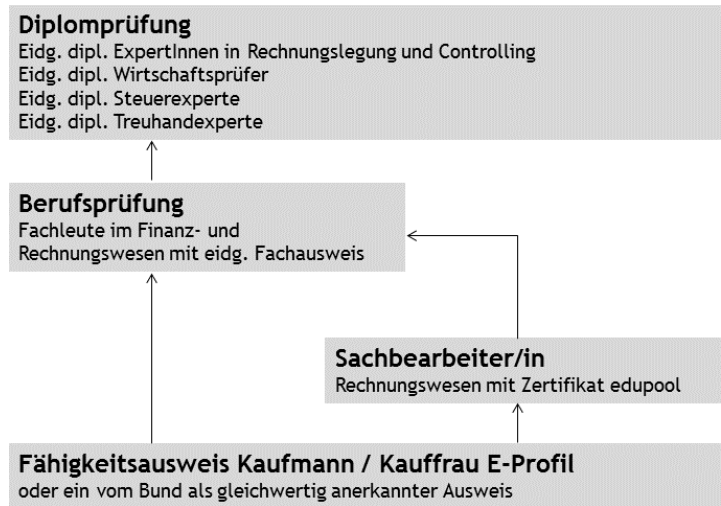 Diplomprüfung
Eidg. dipl. ExpertInnen in Rechnungslegung und Controlling
Eidg. dipl. Wirtschaftsprüfer
Eidg. dipl. Steuerexperte
Eidg. dipl. Treuhandexperte
Berufsprüfung
Fachleute im Finanz- und
Rechnungswesen mit eidg. Fachausweis
Sachbearbeiter/in
Rechnungswesen mit Zertifikat edupool
Fähigkeitsausweis Kaufmann / Kauffrau E-Profil
oder ein vom Bund als gleichwertig anerkannter Ausweis